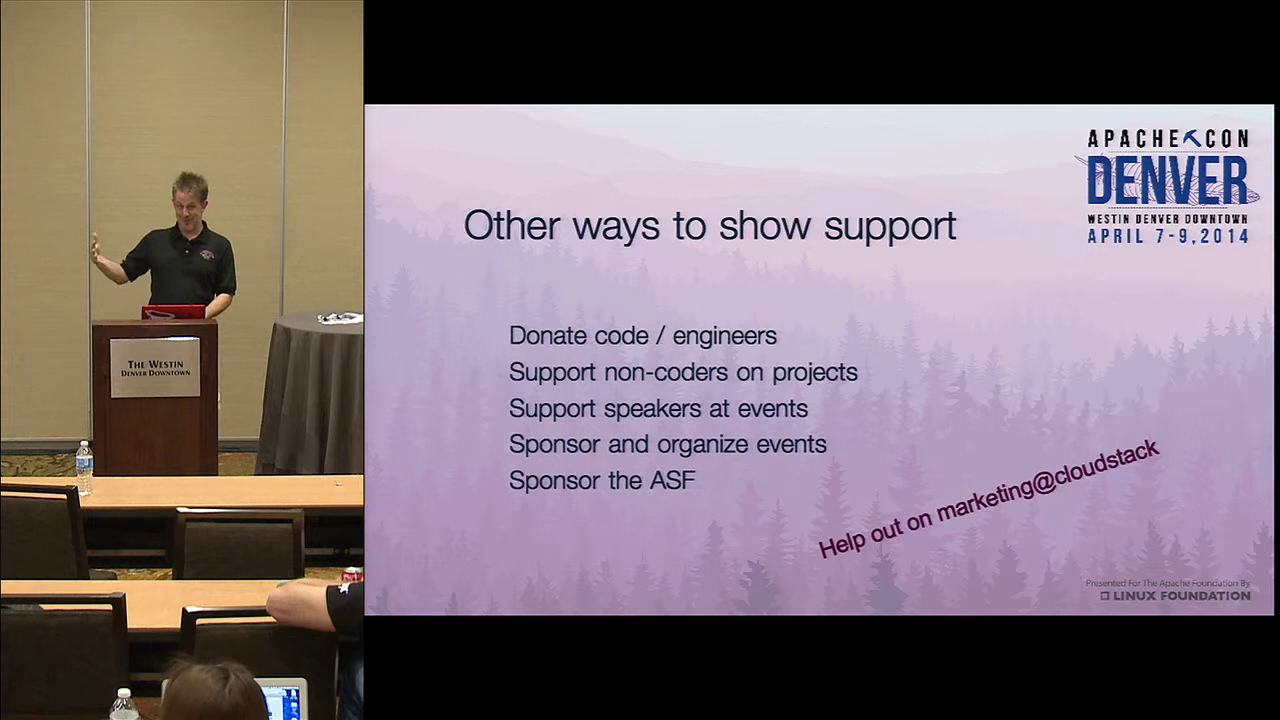 THE WESTIN
DENVER DOWNTOWN
APACHE CON
DENVER
WESTIN DENVER DOWNTOWN
APRIL 7-9, 2014
Other ways to show support
Donate code / engineers
Support non-coders on projects
Support speakers at events
Sponsor and organize events
Sponsor the ASF
Help out on marketing@cloudstack
Presented For The Apache Foundation By
LINUX FOUNDATION